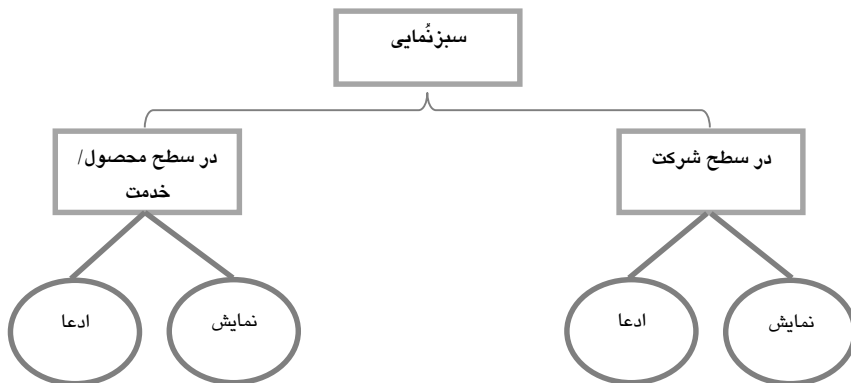 سبزنُمایی
در سطح شرکت
در سطح محصول/
خدمت
نمایش
ادعا
نمایش
ادعا